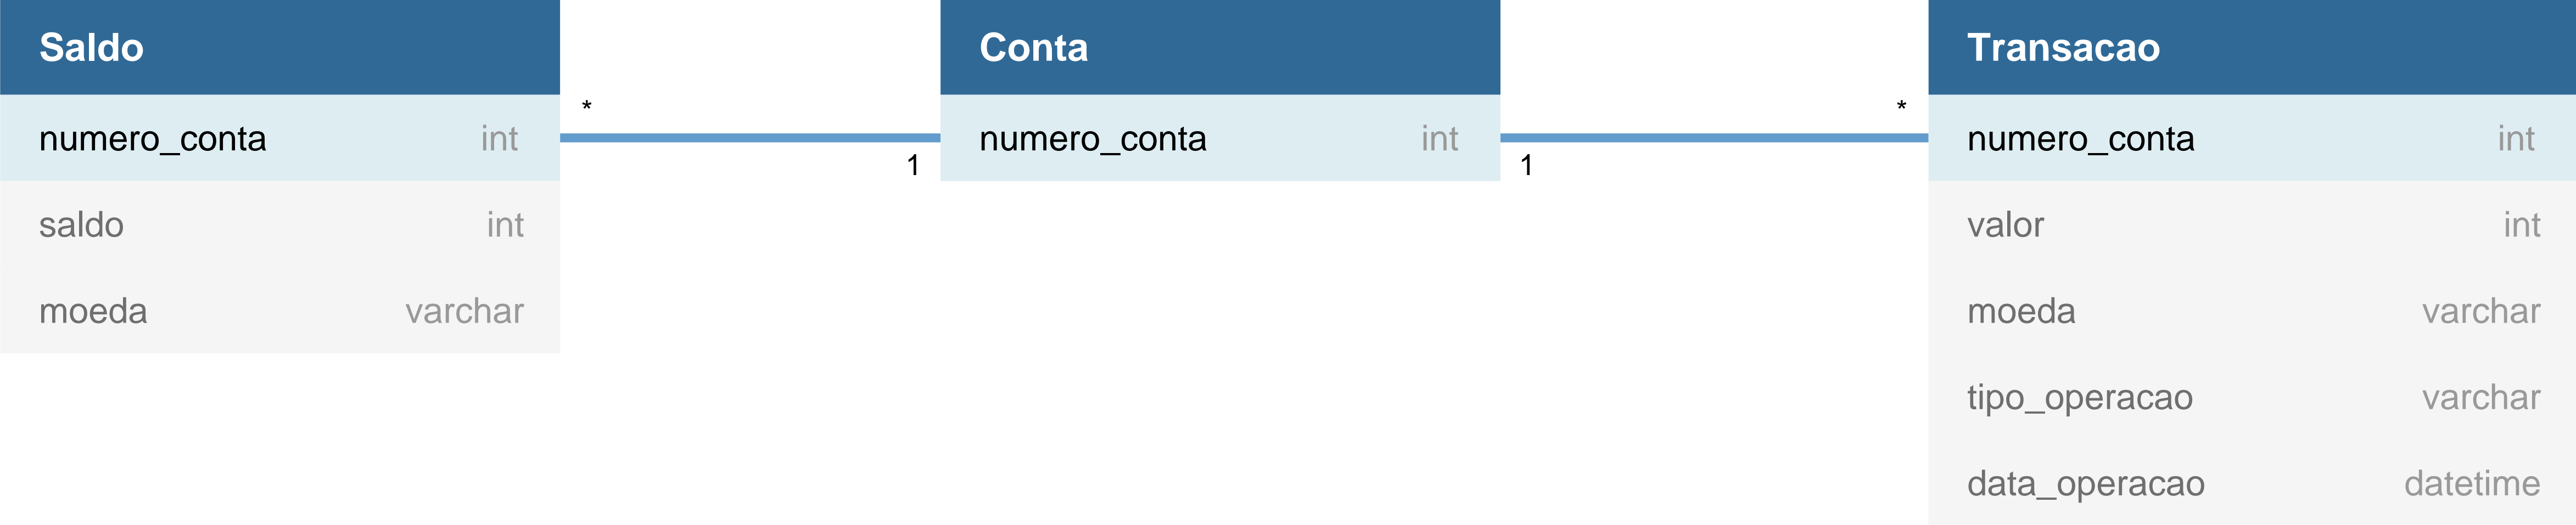 Saldo
numero_conta int
saldo int
moeda varchar
*
1
Conta
numero_conta int
1
*
Transacao
numero_conta int
valor int
moeda varchar
tipo_operacao varchar
data_operacao datetime